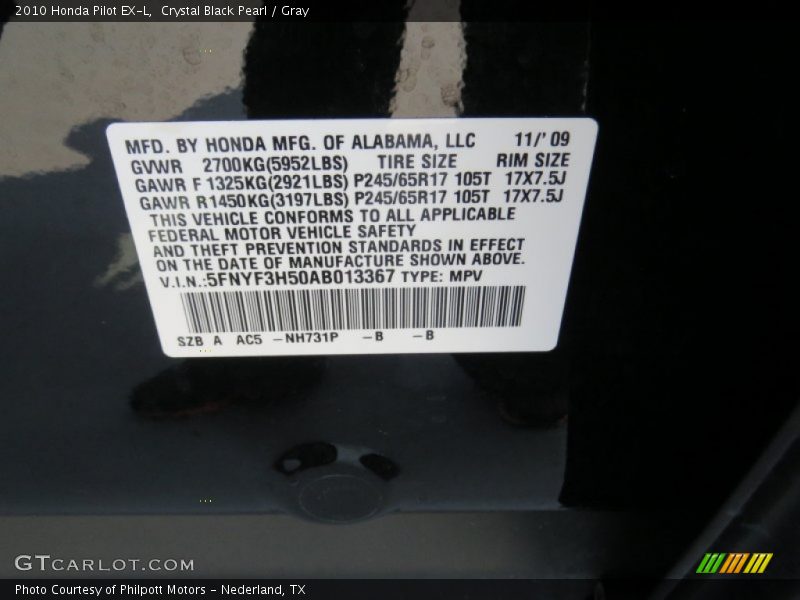 2010 Honda Pilot EX-L, Crystal Black Pearl / Gray
MFD. BY HONDA MFG. OF ALABAMA, LLC 11/'09
GVWR 2700KG(5952LBS) TIRE SIZE RIM SIZE
GAWR F 1325KG(2921LBS) P245/65R17 105T 17X7.5J
GAWR R1450KG(3197LBS) P245/65R17 105T 17X7.5J
THIS VEHICLE CONFORMS TO ALL APPLICABLE
FEDERAL MOTOR VEHICLE SAFETY
AND THEFT PREVENTION STANDARDS IN EFFECT
ON THE DATE OF MANUFACTURE SHOWN ABOVE.
V.I.N.:5FNYF3H50AB013367 TYPE: MPV
SZB A AC5 -NH731P -B -B
GTCARLOT.COM
Photo Courtesy of Philpott Motors - Nederland, TX